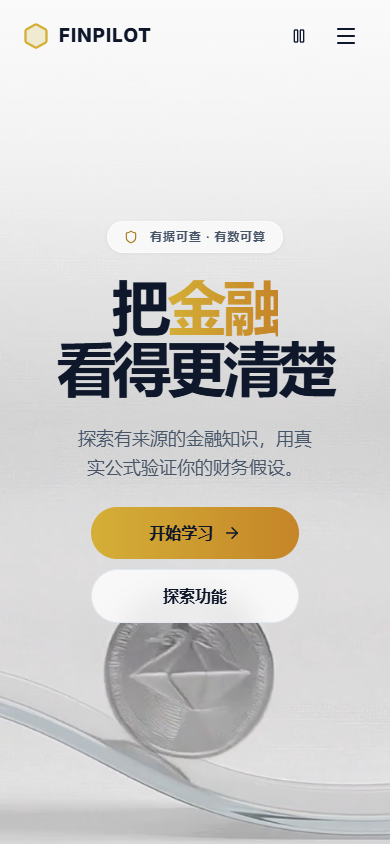 FINPILOT
有据可查 · 有数可算
把金融
看得更清楚
探索有来源的金融知识，用真
实公式验证你的财务假设。
开始学习 →
探索功能